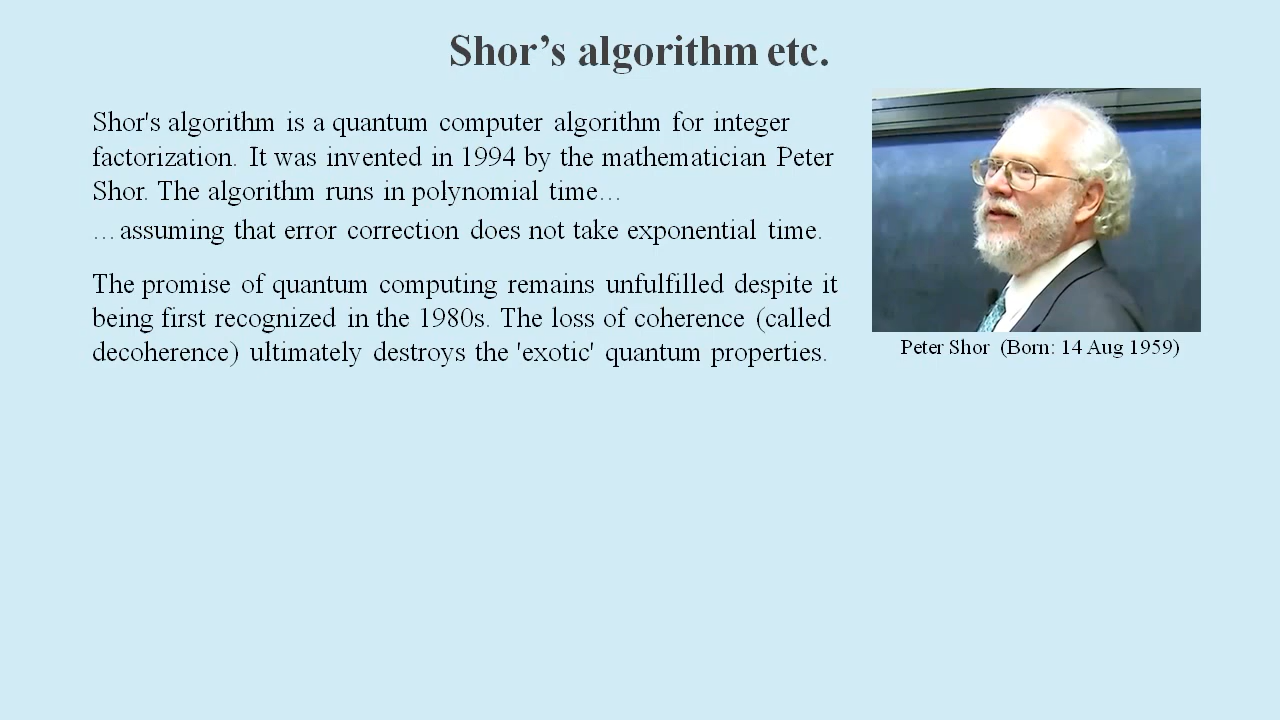 Shor’s algorithm etc.
Shor's algorithm is a quantum computer algorithm for integer
factorization. It was invented in 1994 by the mathematician Peter
Shor. The algorithm runs in polynomial time…
…assuming that error correction does not take exponential time.
The promise of quantum computing remains unfulfilled despite it
being first recognized in the 1980s. The loss of coherence (called
decoherence) ultimately destroys the 'exotic' quantum properties.
Peter Shor (Born: 14 Aug 1959)